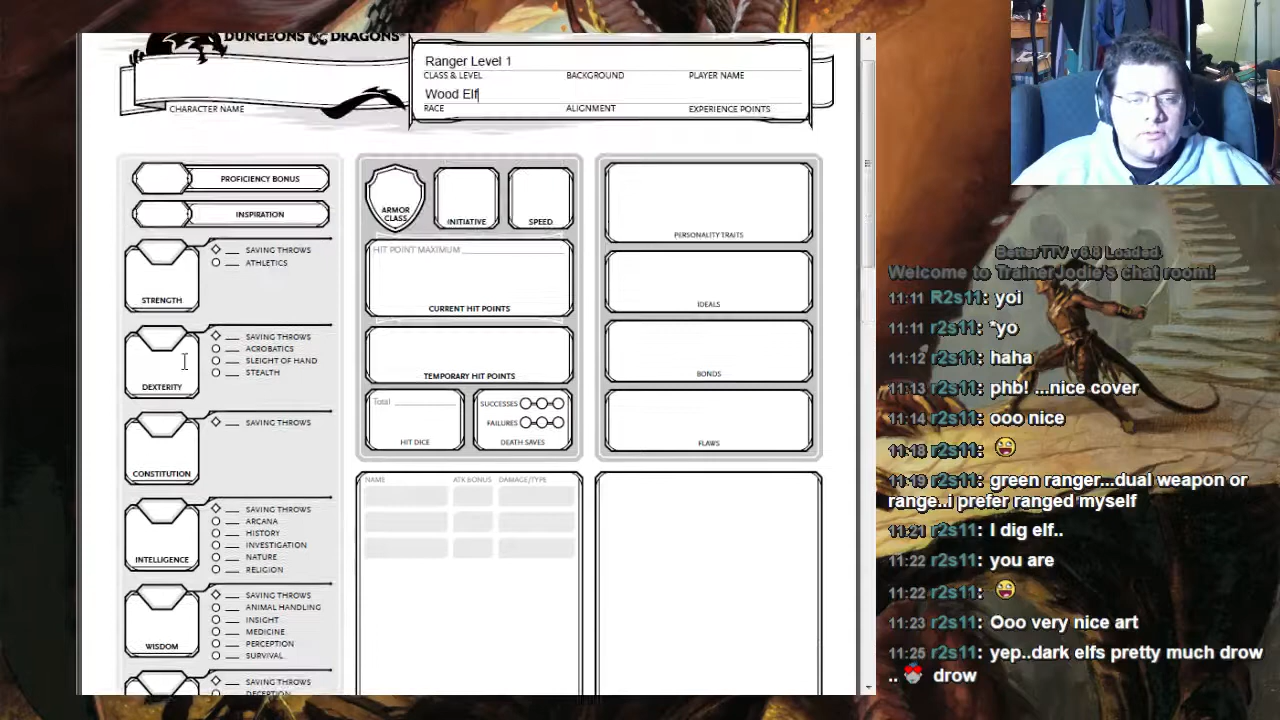 DUNGEONS & DRAGONS
Ranger Level 1
CLASS & LEVEL BACKGROUND PLAYER NAME
Wood Elf
RACE ALIGNMENT EXPERIENCE POINTS
CHARACTER NAME
PROFICIENCY BONUS
INSPIRATION
STRENGTH
SAVING THROWS
ATHLETICS
DEXTERITY
SAVING THROWS
ACROBATICS
SLEIGHT OF HAND
STEALTH
CONSTITUTION
SAVING THROWS
INTELLIGENCE
SAVING THROWS
ARCANA
HISTORY
INVESTIGATION
NATURE
RELIGION
WISDOM
SAVING THROWS
ANIMAL HANDLING
INSIGHT
MEDICINE
PERCEPTION
SURVIVAL
SAVING THROWS
DECEPTION
ARMOR
CLASS
INITIATIVE
SPEED
HIT POINT MAXIMUM
CURRENT HIT POINTS
TEMPORARY HIT POINTS
Total
HIT DICE
SUCCESSES
FAILURES
DEATH SAVES
NAME ATK BONUS DAMAGE/TYPE
PERSONALITY TRAITS
IDEALS
BONDS
FLAWS
BetterTTV v6.8 Loaded
Welcome to TrainerJodie's chat room!
11:11 R2s11: yoi
11:11 r2s11: *yo
11:12 r2s11: haha
11:13 r2s11: phb! ...nice cover
11:14 r2s11: ooo nice
11:18 r2s11:
11:19 r2s11: green ranger...dual weapon or
range..i prefer ranged myself
11:21 r2s11: I dig elf..
11:22 r2s11: you are
11:22 r2s11:
11:23 r2s11: Ooo very nice art
11:25 r2s11: yep..dark elfs pretty much drow
.. drow